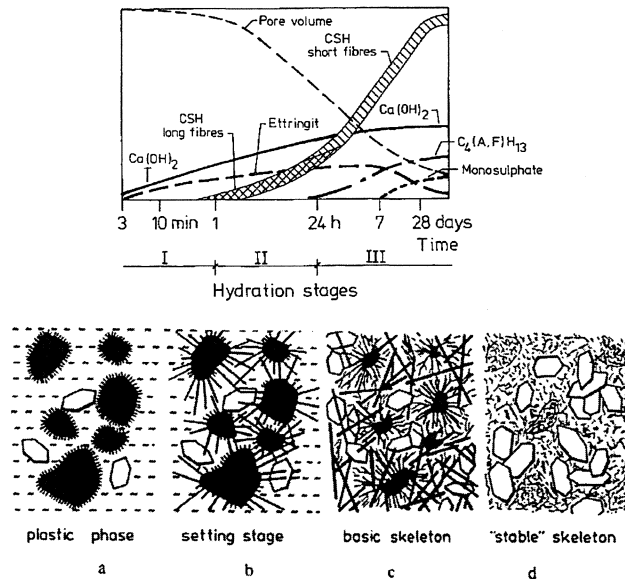 Pore volume
CSH
short fibres
Ca(OH)2
CSH
long fibres
Ettringit
Ca(OH)2
C4(A,F)H13
Monosulphate
3 10 min 1 24 h 7 28 days
Time
I II III
Hydration stages
plastic phase setting stage basic skeleton "stable" skeleton
a b c d